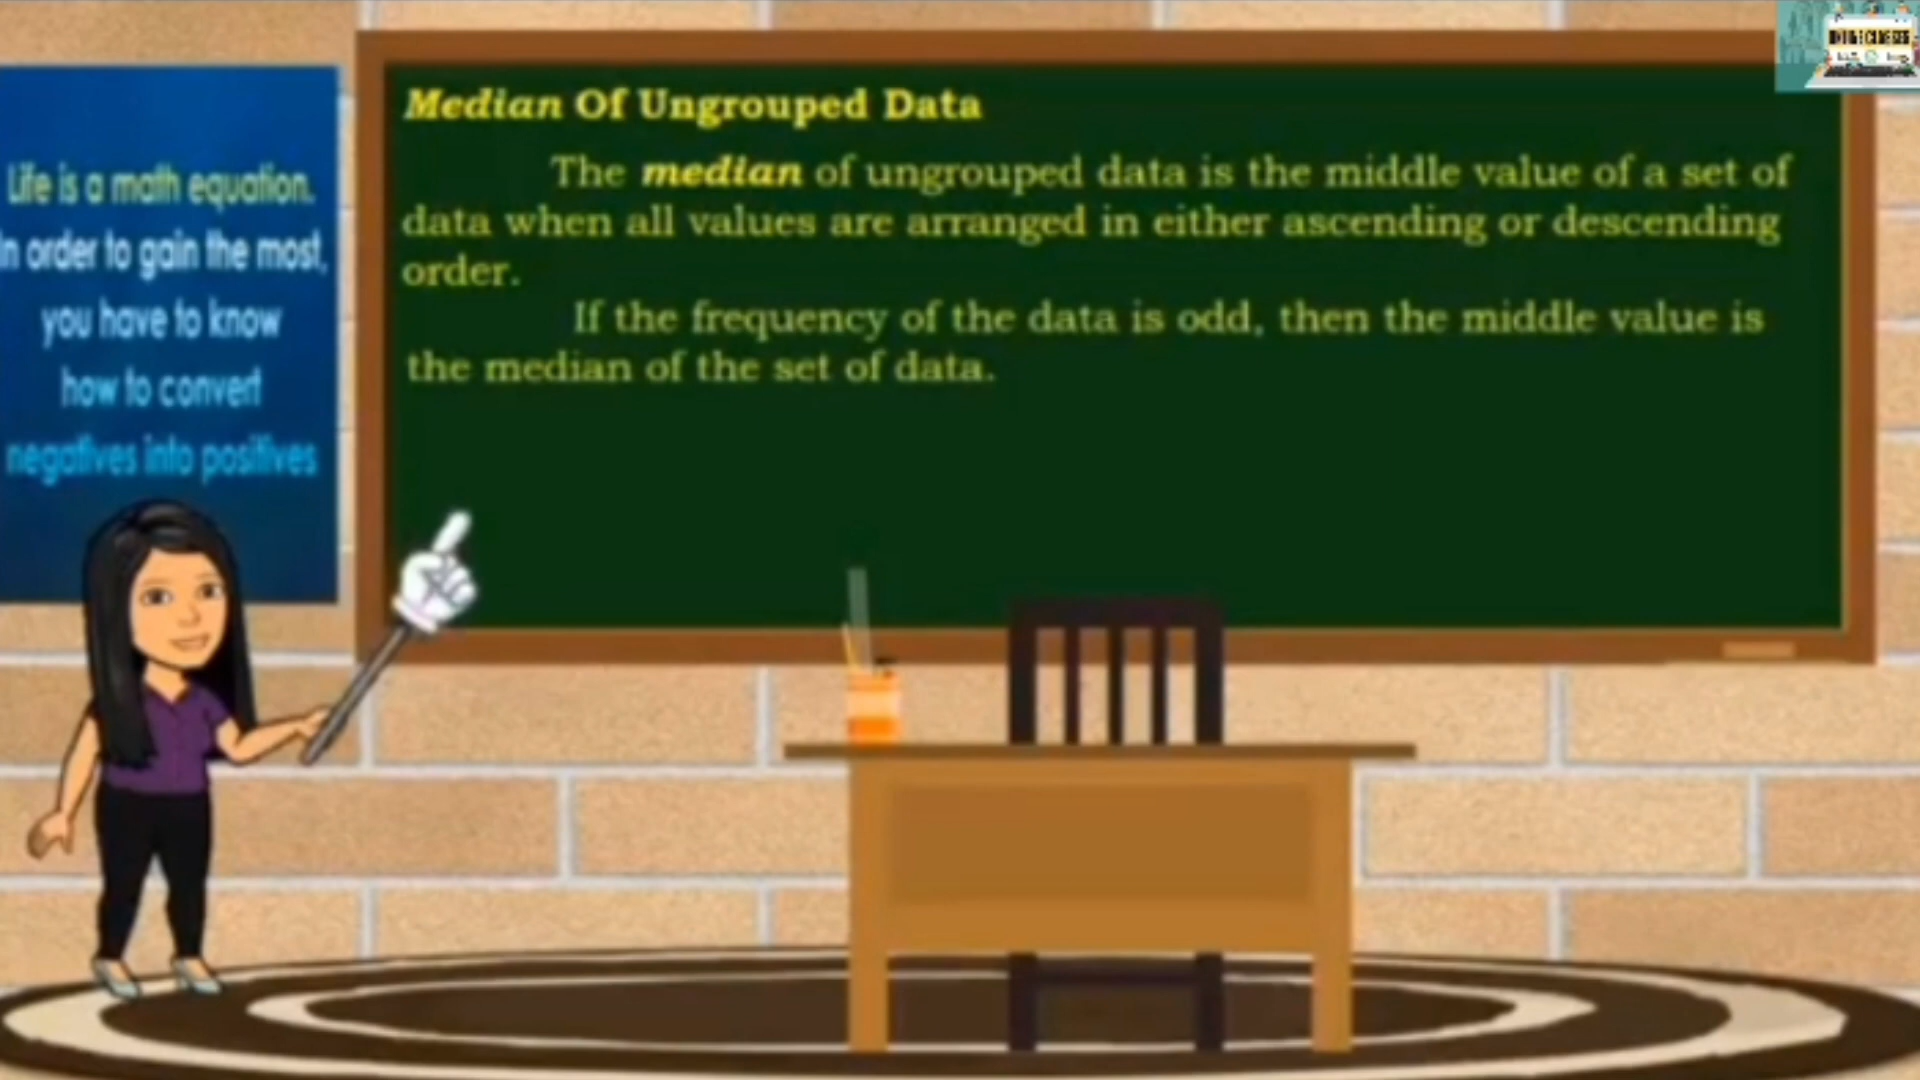 Life is a math equation.
In order to gain the most,
you have to know
how to convert
negatives into positives
Median Of Ungrouped Data
The median of ungrouped data is the middle value of a set of
data when all values are arranged in either ascending or descending
order.
If the frequency of the data is odd, then the middle value is
the median of the set of data.